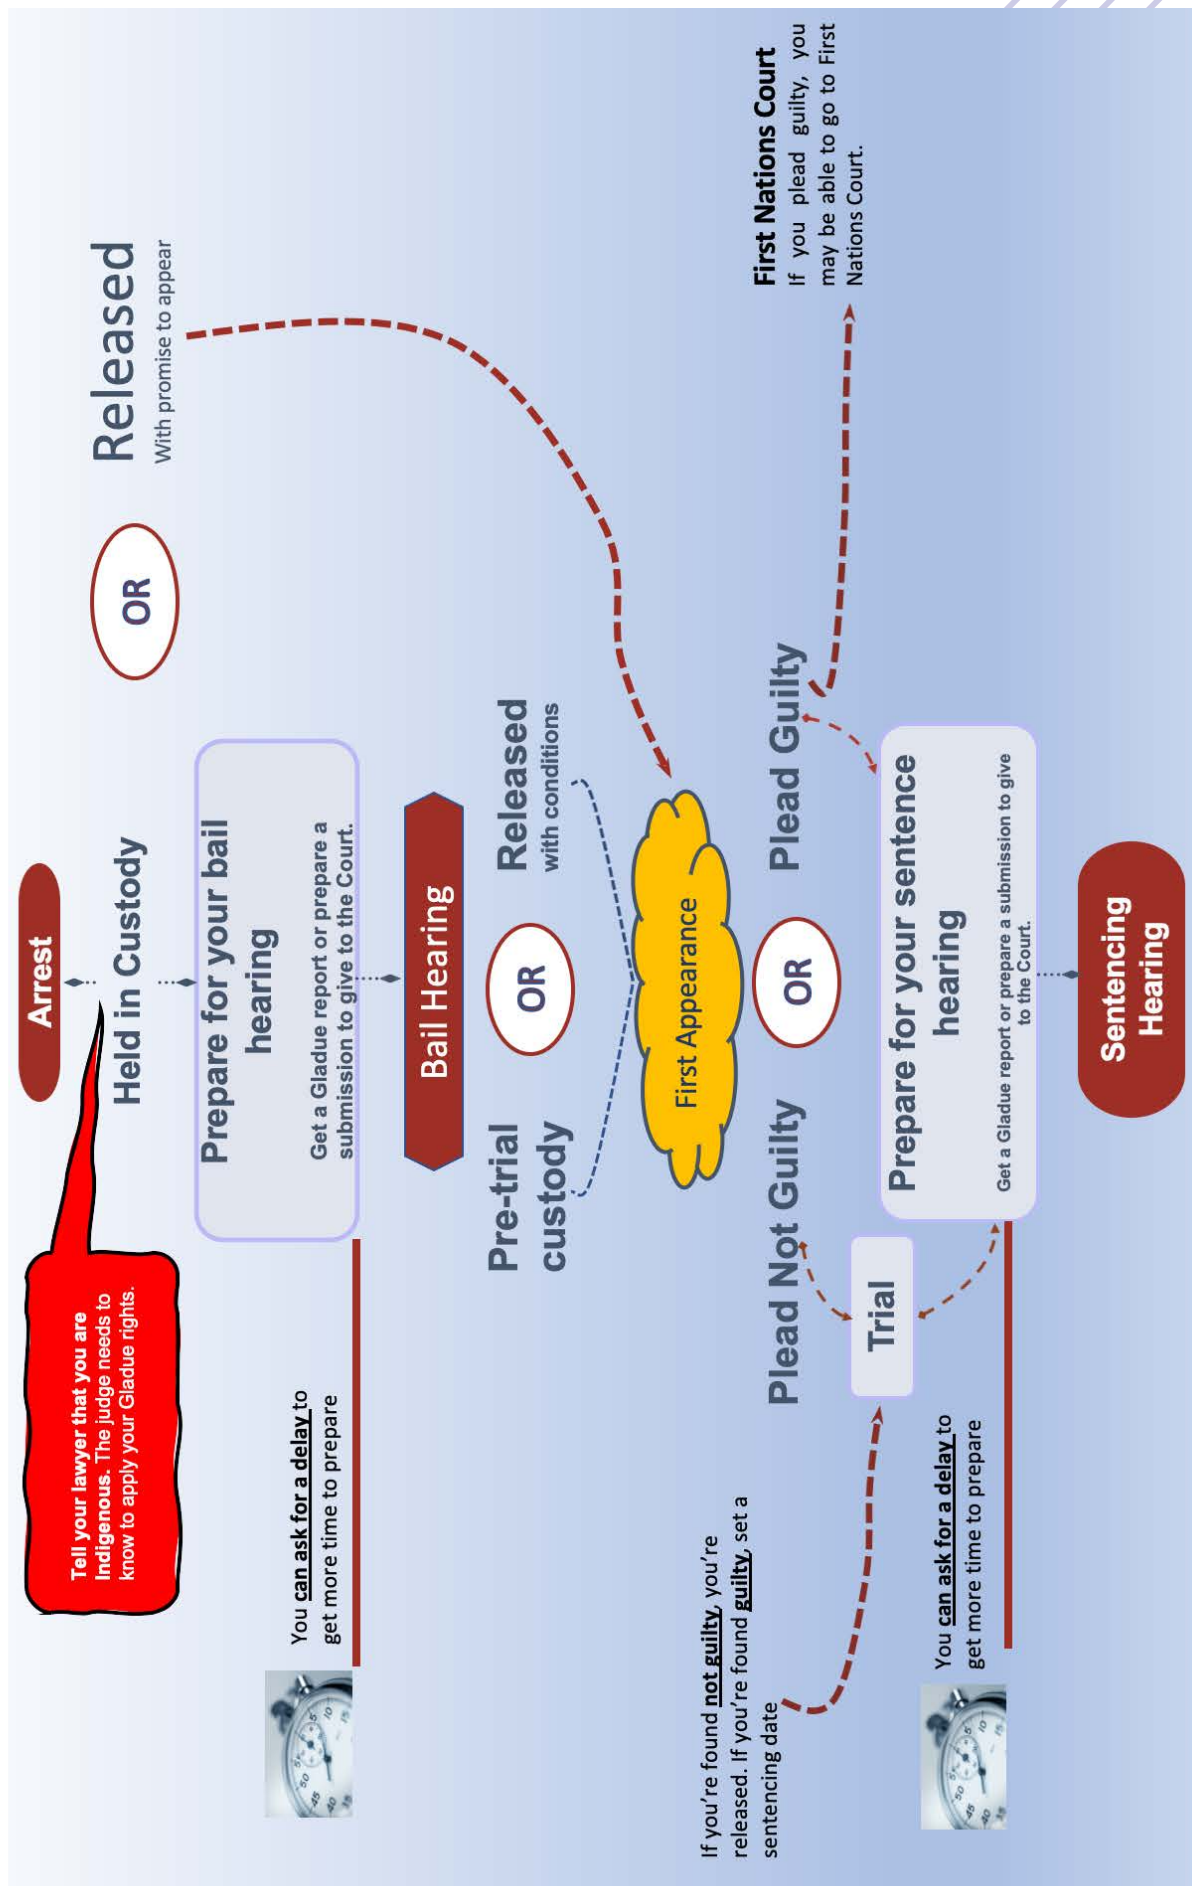 Arrest
Tell your lawyer that you are
Indigenous. The judge needs to
know to apply your Gladue rights.
Held in Custody
OR
Released
With promise to appear
Prepare for your bail
hearing
Get a Gladue report or prepare a
submission to give to the Court.
You can ask for a delay to
get more time to prepare
Bail Hearing
Pre-trial
custody
OR
Released
with conditions
First Appearance
Plead Not Guilty
OR
Plead Guilty
First Nations Court
If you plead guilty, you
may be able to go to First
Nations Court.
If you're found not guilty, you're
released. If you're found guilty, set a
sentencing date
Trial
Prepare for your sentence
hearing
Get a Gladue report or prepare a submission to give
to the Court.
You can ask for a delay to
get more time to prepare
Sentencing
Hearing